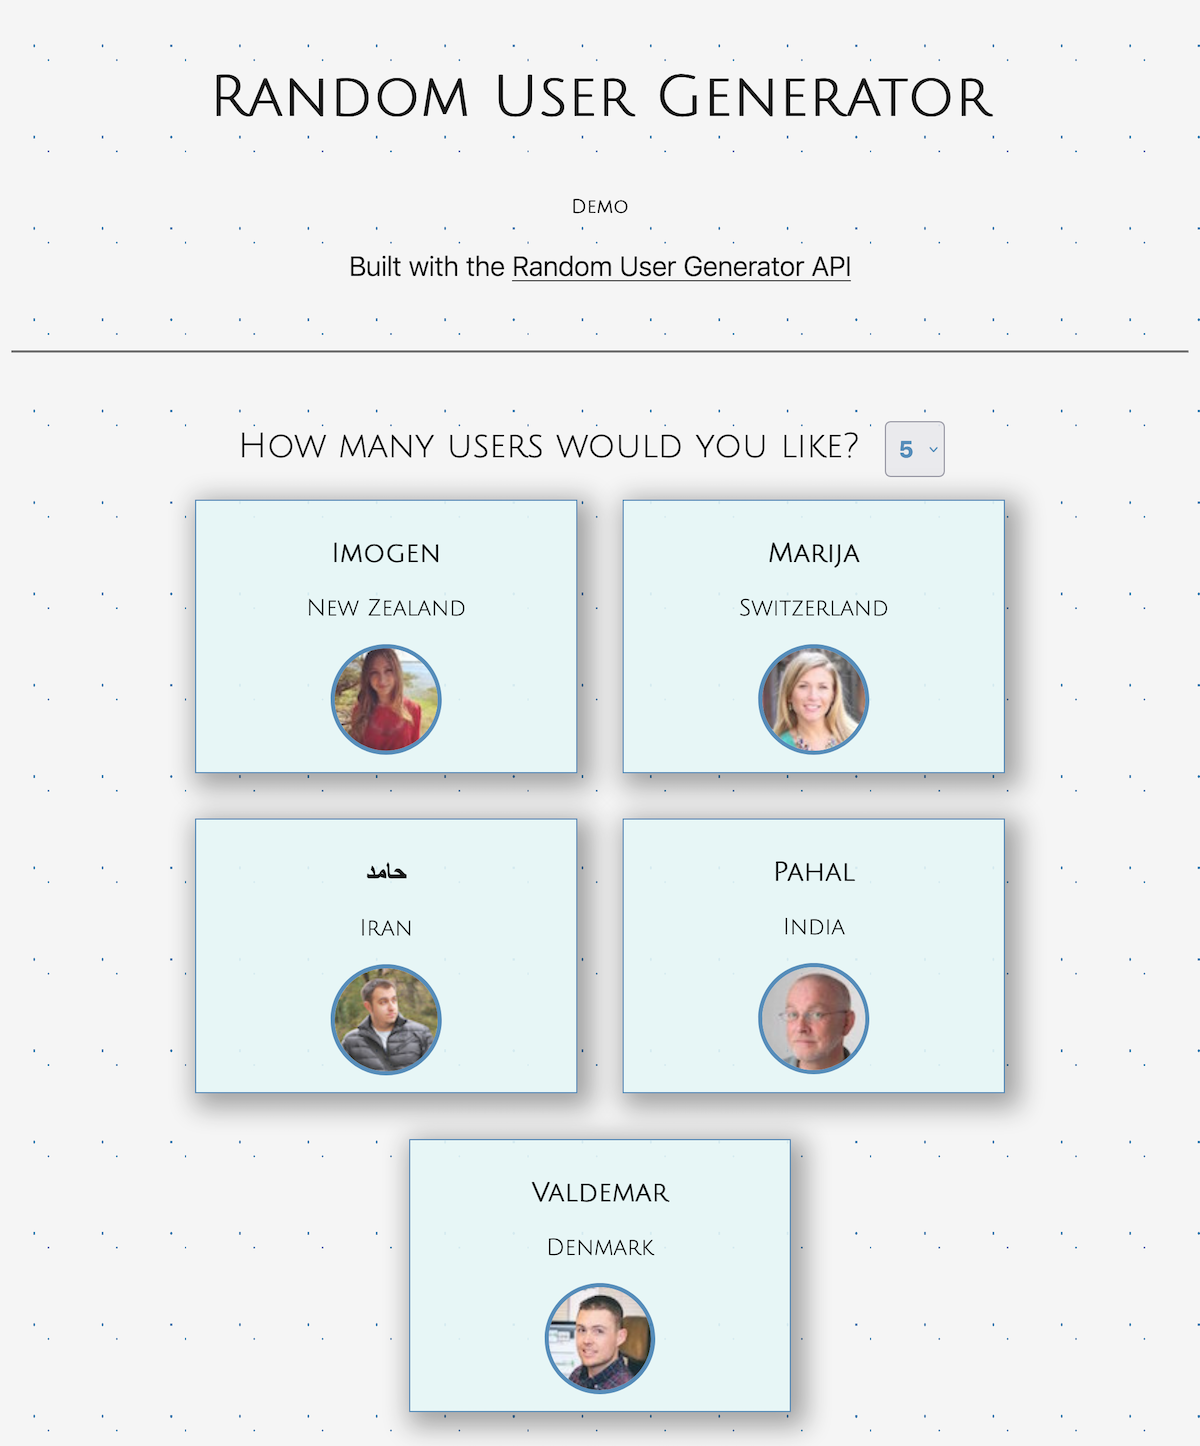 Random User Generator
Demo
Built with the Random User Generator API
How many users would you like? 5
Imogen
New Zealand
Marija
Switzerland
حامد
Iran
Pahal
India
Valdemar
Denmark